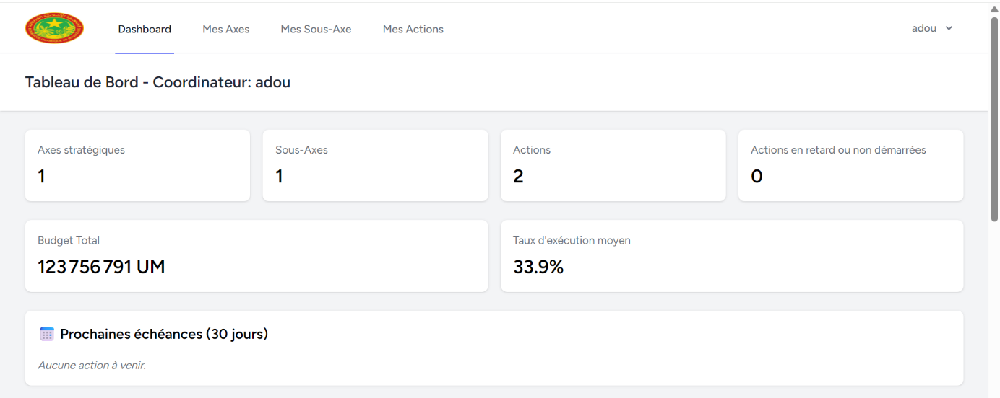 Dashboard Mes Axes Mes Sous-Axe Mes Actions adou
Tableau de Bord - Coordinateur: adou
Axes stratégiques
1
Sous-Axes
1
Actions
2
Actions en retard ou non démarrées
0
Budget Total
123 756 791 UM
Taux d'exécution moyen
33.9%
Prochaines échéances (30 jours)
Aucune action à venir.